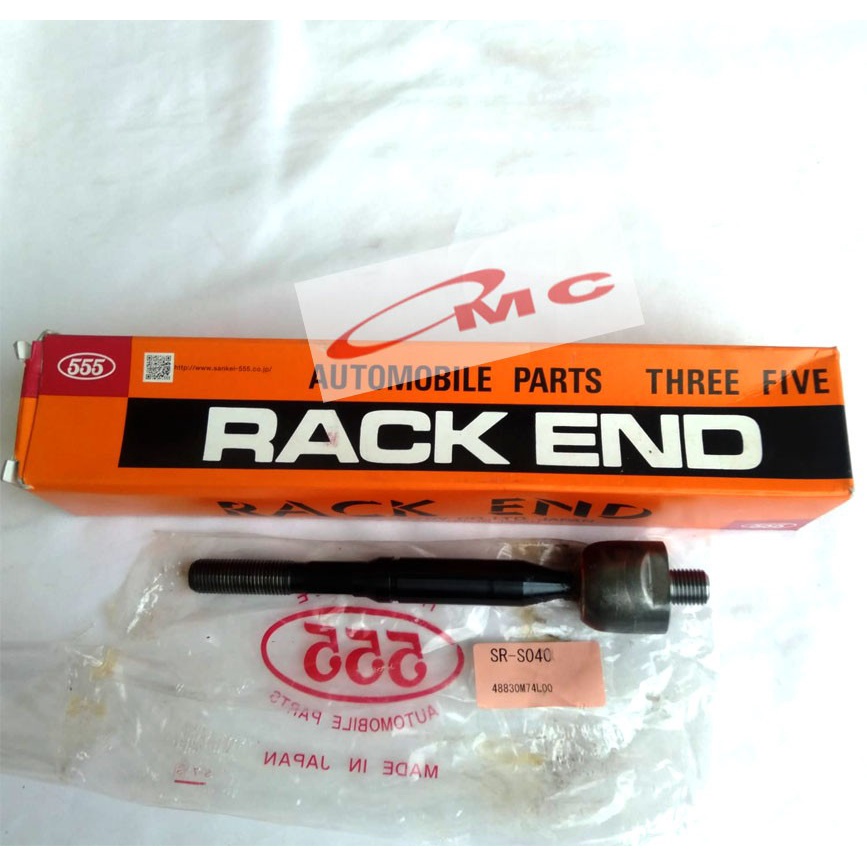 MC
555
http://www.sankei-555.co.jp/
AUTOMOBILE PARTS THREE FIVE
RACK END
RACK END
555
SR-S040
48830M74L00
555
AUTOMOBILE PARTS
MADE IN JAPAN